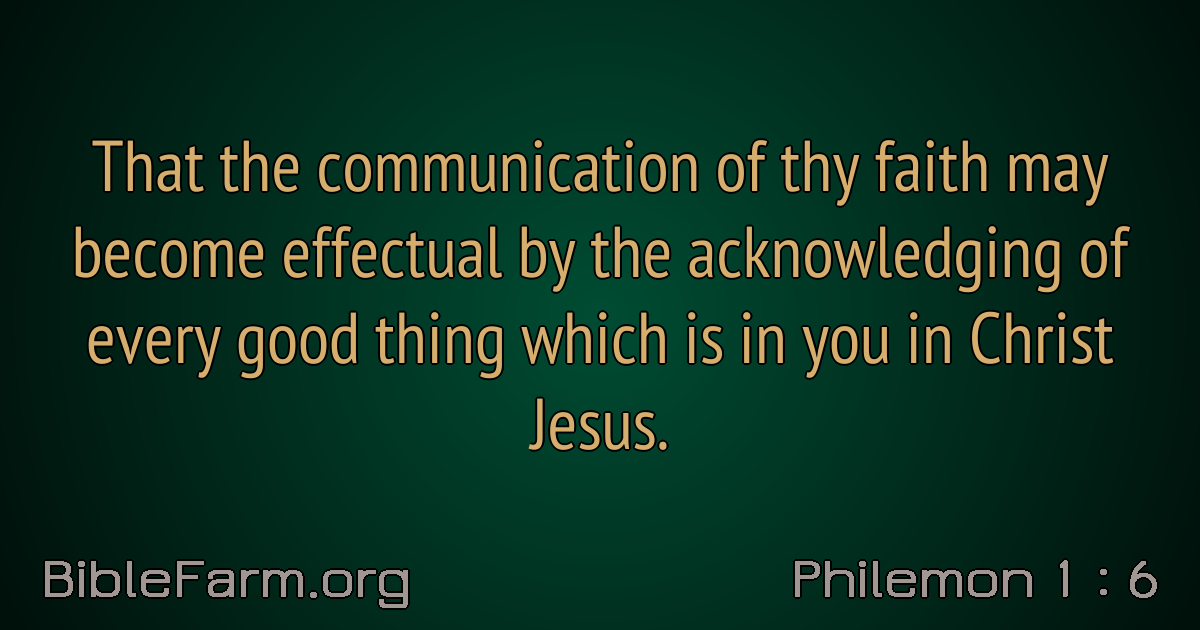 That the communication of thy faith may
become effectual by the acknowledging of
every good thing which is in you in Christ
Jesus.
BibleFarm.org
Philemon 1 : 6